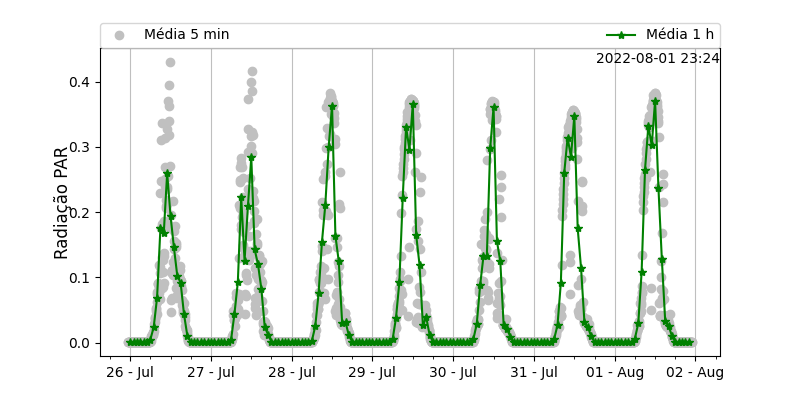 Média 5 min
Média 1 h
2022-08-01 23:24
Radiação PAR
0.4
0.3
0.2
0.1
0.0
26 - Jul
27 - Jul
28 - Jul
29 - Jul
30 - Jul
31 - Jul
01 - Aug
02 - Aug